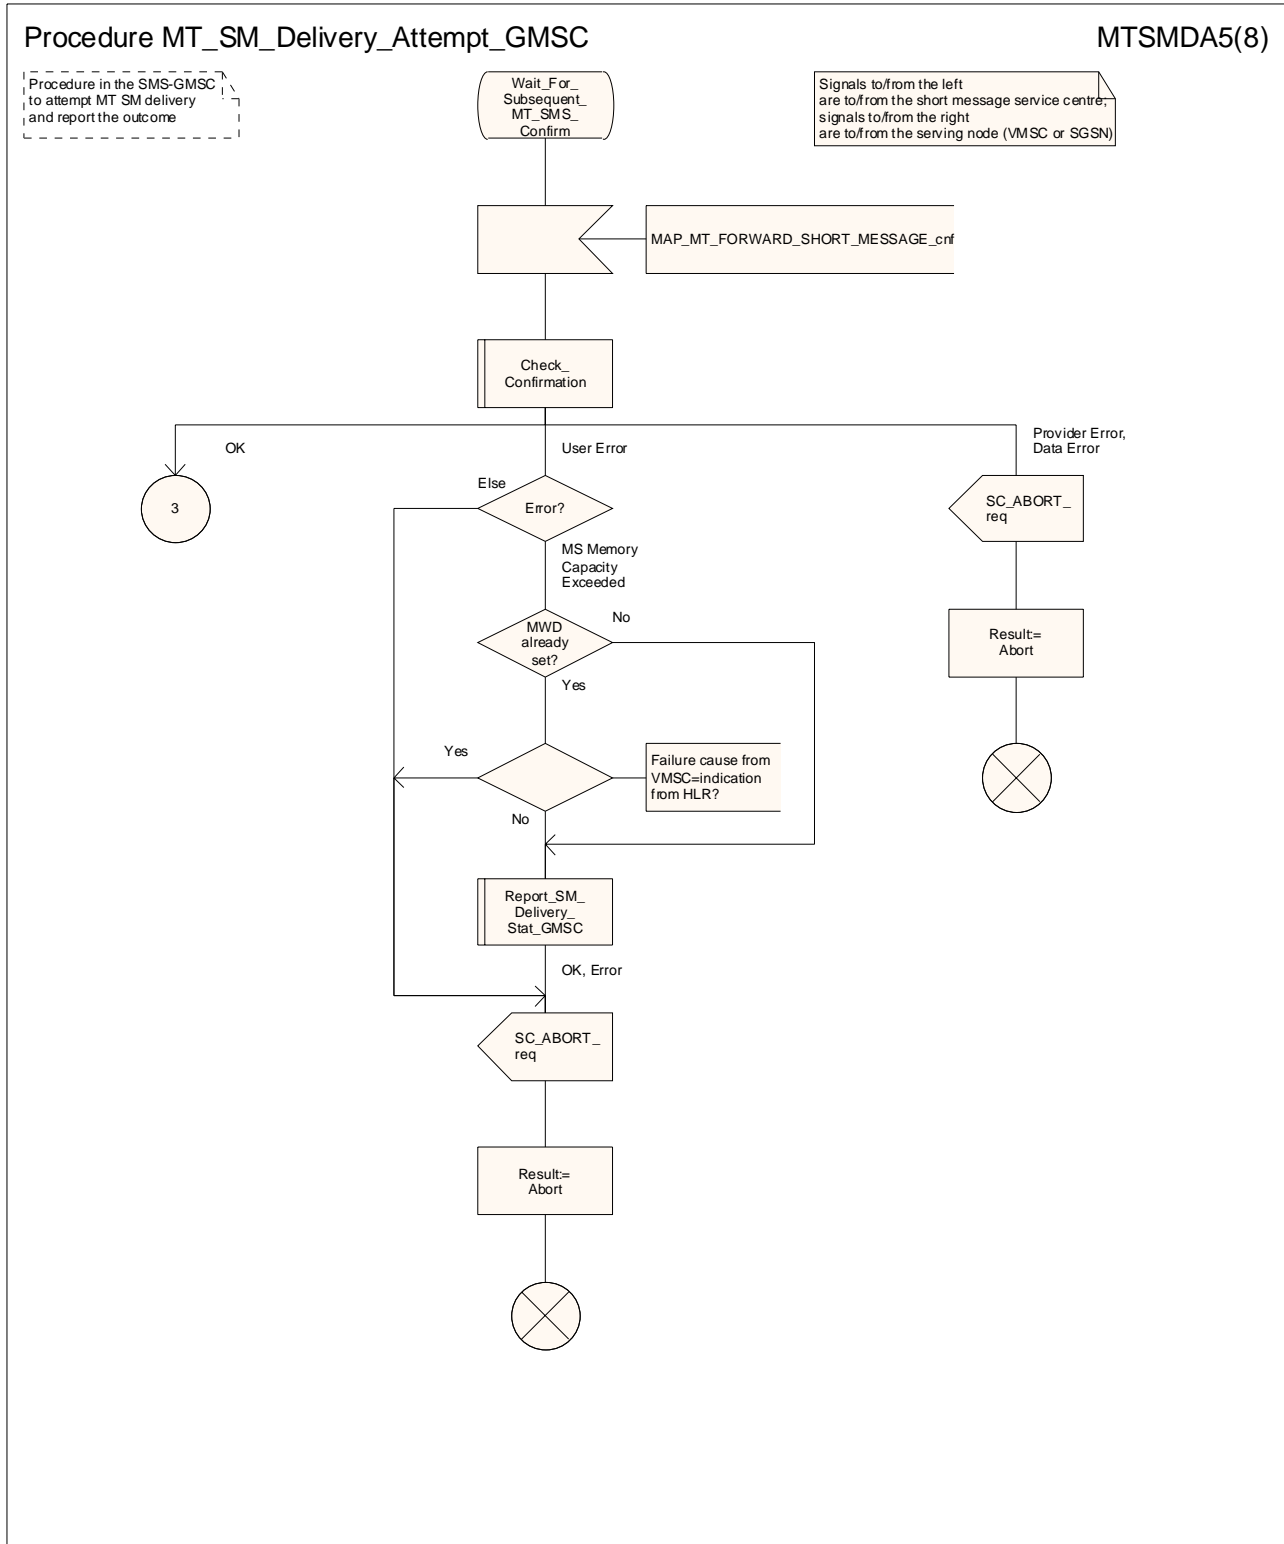 Procedure MT_SM_Delivery_Attempt_GMSC
MTSMDA5(8)
Procedure in the SMS-GMSC
to attempt MT SM delivery
and report the outcome
Wait_For_
Subsequent_
MT_SMS_
Confirm
Signals to/from the left
are to/from the short message service centre;
signals to/from the right
are to/from the serving node (VMSC or SGSN)
MAP_MT_FORWARD_SHORT_MESSAGE_cnf
Check_
Confirmation
OK
User Error
Provider Error,
Data Error
3
Else
Error?
SC_ABORT_
req
MS Memory
Capacity
Exceeded
No
MWD
already
set?
Result:=
Abort
Yes
Yes
Failure cause from
VMSC=indication
from HLR?
No
Report_SM_
Delivery_
Stat_GMSC
OK, Error
SC_ABORT_
req
Result:=
Abort